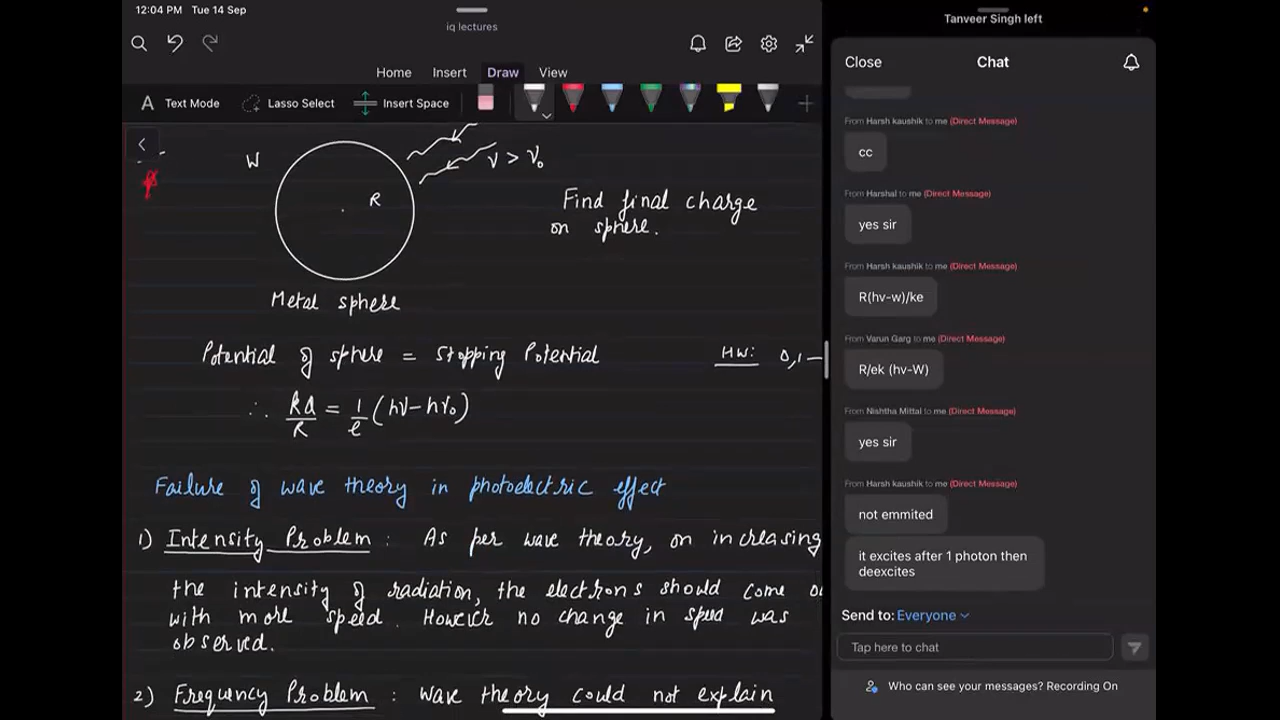 12:04 PM Tue 14 Sep
iq lectures
Home Insert Draw View
A Text Mode Lasso Select Insert Space
W
R
ν > ν₀
Find final charge
on sphere.
Metal sphere
Potential of sphere = Stopping Potential
HW: 0,1 —
∴ kQ/R = 1/e (hν - hν₀)
Failure of wave theory in photoelectric effect
1) Intensity Problem : As per wave theory, on increasing
the intensity of radiation, the electrons should come
with more speed. However no change in speed was
observed.
2) Frequency Problem : Wave theory could not explain
Tanveer Singh left
Close Chat
From Harsh kaushik to me (Direct Message)
cc
From Harshal to me (Direct Message)
yes sir
From Harsh kaushik to me (Direct Message)
R(hv-w)/ke
From Varun Garg to me (Direct Message)
R/ek (hv-W)
From Nishtha Mittal to me (Direct Message)
yes sir
From Harsh kaushik to me (Direct Message)
not emmited
it excites after 1 photon then
deexcites
Send to: Everyone
Tap here to chat
Who can see your messages? Recording On